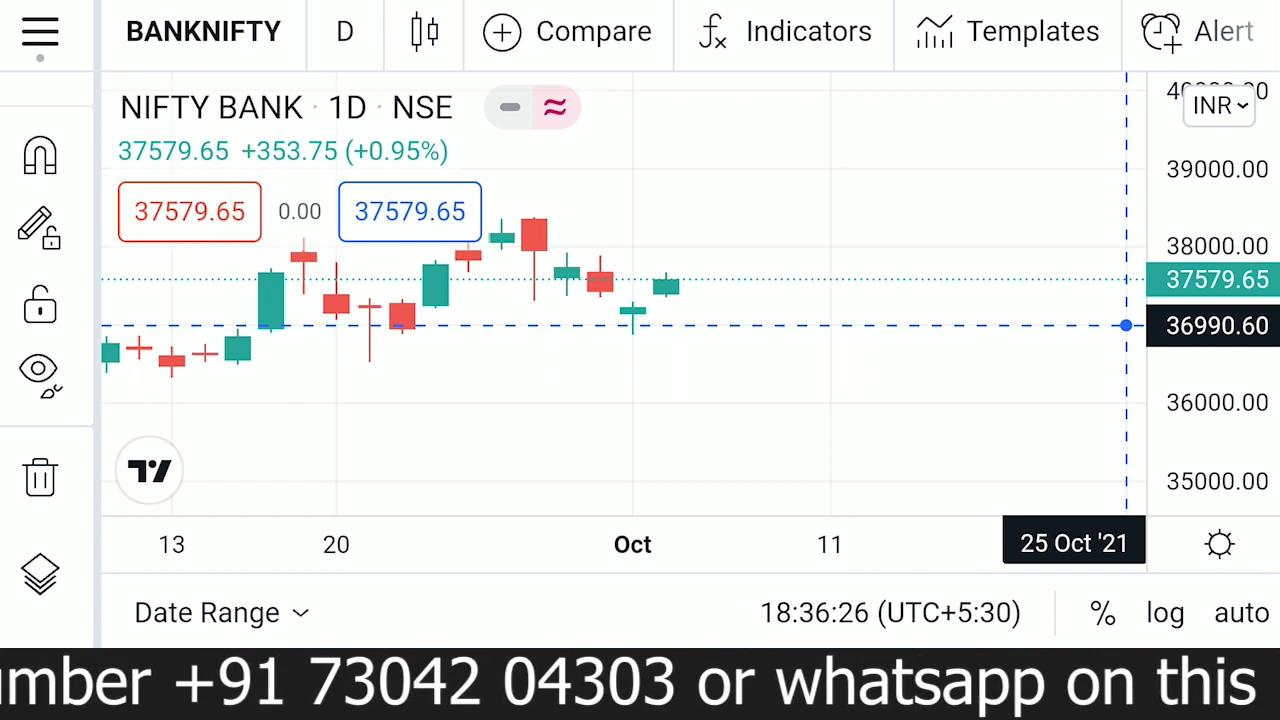 BANKNIFTY D Compare Indicators Templates Alert
NIFTY BANK · 1D · NSE
INR
37579.65 +353.75 (+0.95%)
37579.65 0.00 37579.65
39000.00
38000.00
37579.65
36990.60
36000.00
35000.00
13 20 Oct 11 25 Oct '21
Date Range 18:36:26 (UTC+5:30) % log auto
+91 73042 04303 or whatsapp on this